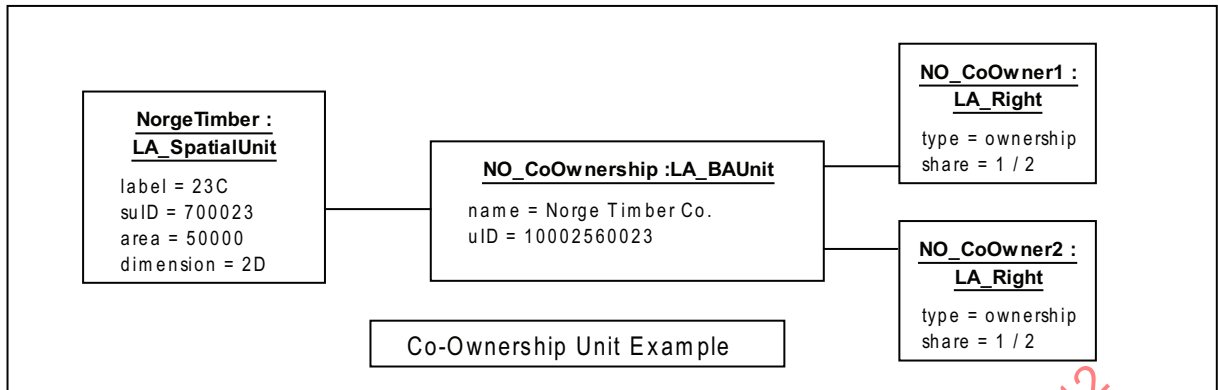 NorgeTimber :
LA_SpatialUnit
label = 23C
suID = 700023
area = 50000
dimension = 2D
NO_CoOwnership :LA_BAUnit
name = Norge Timber Co.
uID = 10002560023
NO_CoOwner1 :
LA_Right
type = ownership
share = 1 / 2
NO_CoOwner2 :
LA_Right
type = ownership
share = 1 / 2
Co-Ownership Unit Example